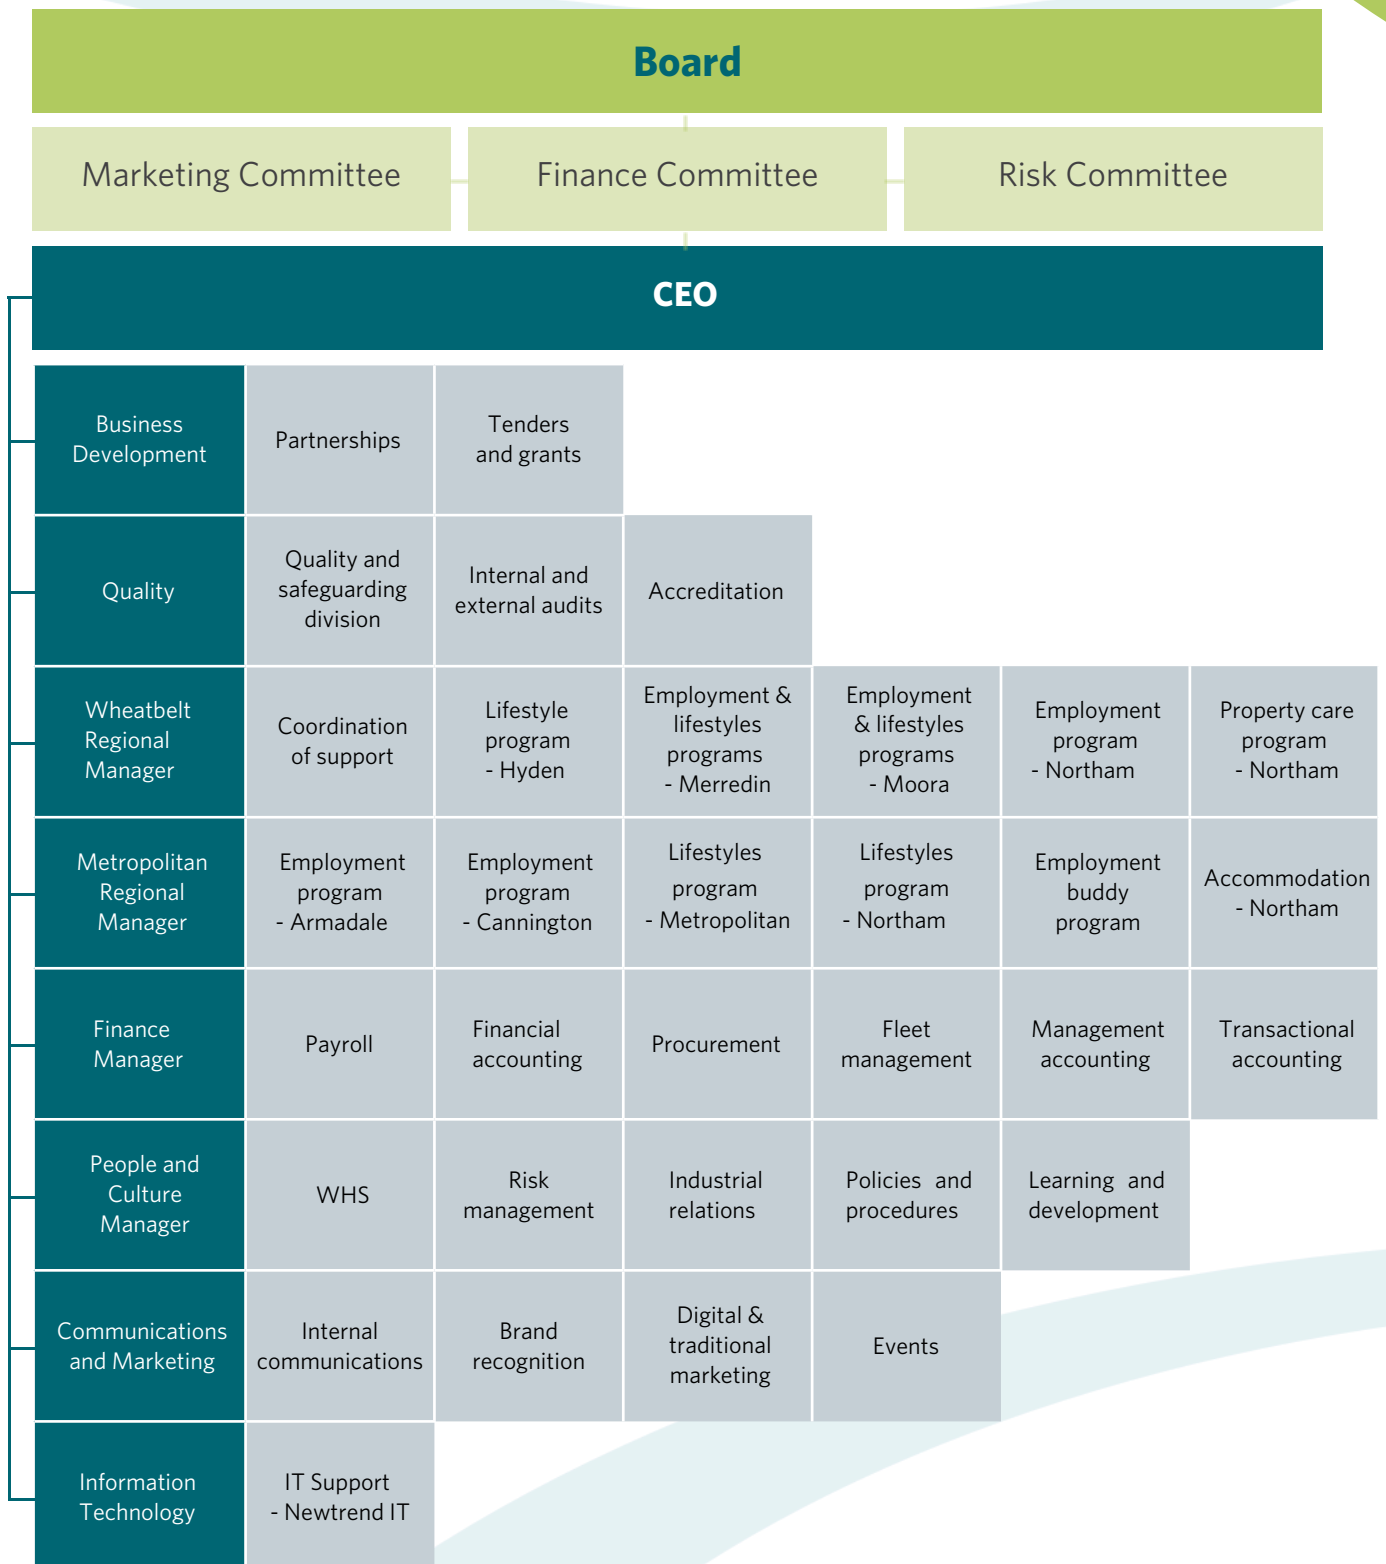 Board
Marketing Committee
Finance Committee
Risk Committee
CEO
Business
Development
Partnerships
Tenders
and grants
Quality
Quality and
safeguarding
division
Internal and
external audits
Accreditation
Wheatbelt
Regional
Manager
Coordination
of support
Lifestyle
program
- Hyden
Employment &
lifestyles
programs
- Merredin
Employment
& lifestyles
programs
- Moora
Employment
program
- Northam
Property care
program
- Northam
Metropolitan
Regional
Manager
Employment
program
- Armadale
Employment
program
- Cannington
Lifestyles
program
- Metropolitan
Lifestyles
program
- Northam
Employment
buddy
program
Accommodation
- Northam
Finance
Manager
Payroll
Financial
accounting
Procurement
Fleet
management
Management
accounting
Transactional
accounting
People and
Culture
Manager
WHS
Risk
management
Industrial
relations
Policies and
procedures
Learning and
development
Communications
and Marketing
Internal
communications
Brand
recognition
Digital &
traditional
marketing
Events
Information
Technology
IT Support
- Newtrend IT